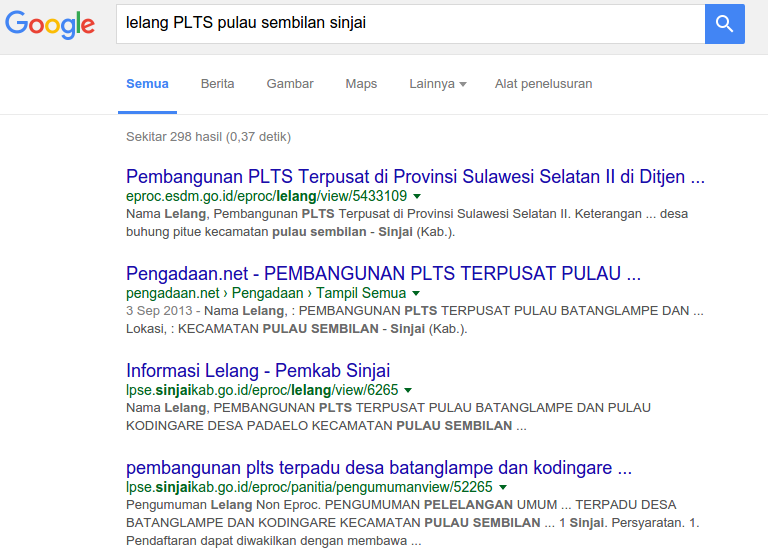 Google
lelang PLTS pulau sembilan sinjai
Semua Berita Gambar Maps Lainnya Alat penelusuran
Sekitar 298 hasil (0,37 detik)
Pembangunan PLTS Terpusat di Provinsi Sulawesi Selatan II di Ditjen ...
eproc.esdm.go.id/eproc/lelang/view/5433109
Nama Lelang, Pembangunan PLTS Terpusat di Provinsi Sulawesi Selatan II. Keterangan ... desa
buhung pitue kecamatan pulau sembilan - Sinjai (Kab.).
Pengadaan.net - PEMBANGUNAN PLTS TERPUSAT PULAU ...
pengadaan.net › Pengadaan › Tampil Semua
3 Sep 2013 - Nama Lelang, : PEMBANGUNAN PLTS TERPUSAT PULAU BATANGLAMPE DAN ...
Lokasi, : KECAMATAN PULAU SEMBILAN - Sinjai (Kab.).
Informasi Lelang - Pemkab Sinjai
lpse.sinjaikab.go.id/eproc/lelang/view/6265
Nama Lelang, PEMBANGUNAN PLTS TERPUSAT PULAU BATANGLAMPE DAN PULAU
KODINGARE DESA PADAELO KECAMATAN PULAU SEMBILAN ...
pembangunan plts terpadu desa batanglampe dan kodingare ...
lpse.sinjaikab.go.id/eproc/panitia/pengumumanview/52265
Pengumuman Lelang Non Eproc. PENGUMUMAN PELELANGAN UMUM ... TERPADU DESA
BATANGLAMPE DAN KODINGARE KECAMATAN PULAU SEMBILAN ... 1 Sinjai. Persyaratan. 1.
Pendaftaran dapat diwakilkan dengan membawa ...